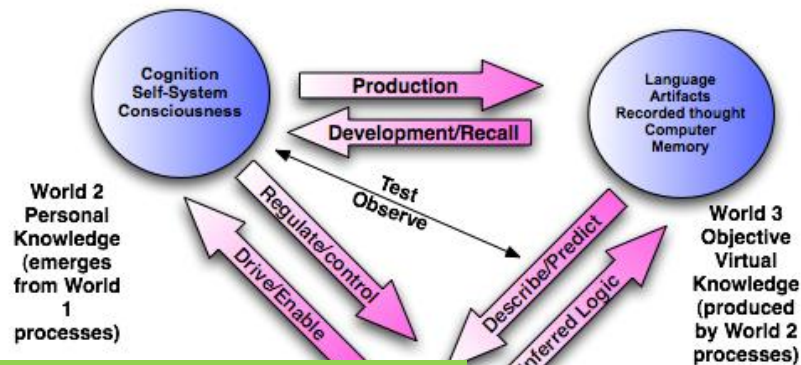 Cognition
Self-System
Consciousness
Production
Development/Recall
Language
Artifacts
Recorded thought
Computer
Memory
World 2
Personal
Knowledge
(emerges
from World
1
processes)
Test
Observe
Regulate/control
Drive/Enable
Describe/Predict
Inferred Logic
World 3
Objective
Virtual
Knowledge
(produced
by World 2
processes)